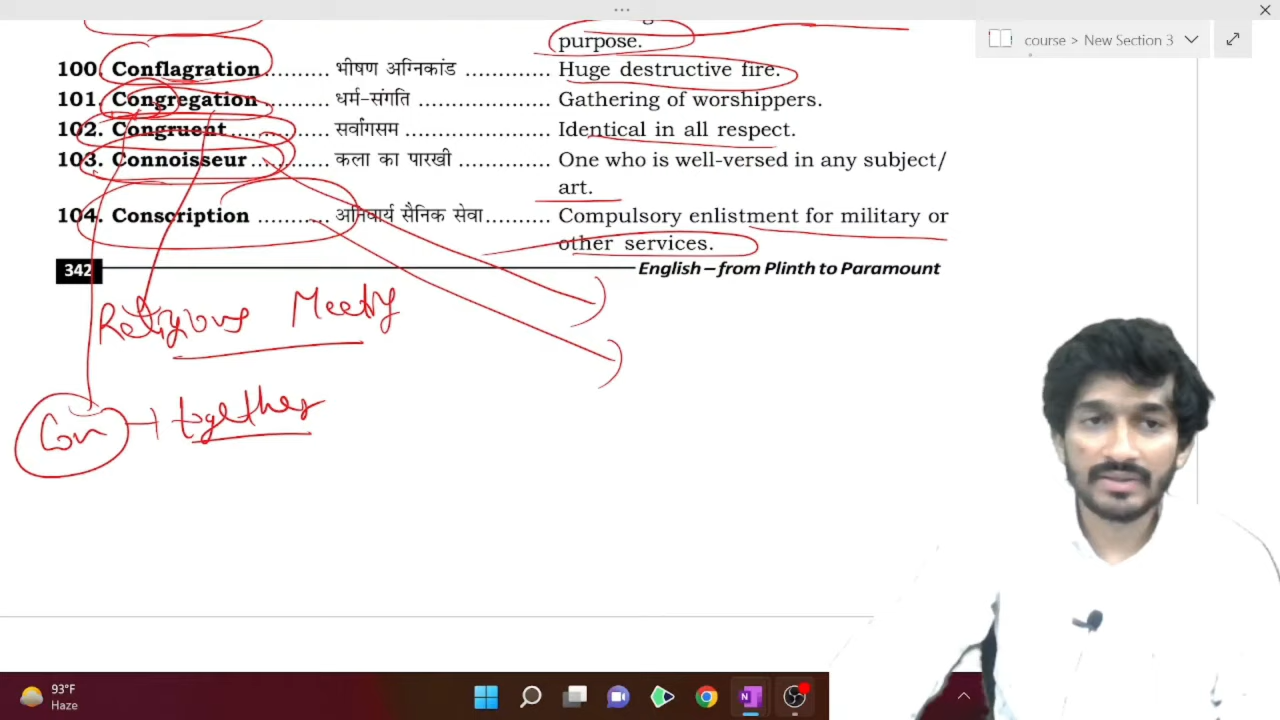 course > New Section 3
purpose.
100. Conflagration .......... भीषण अग्निकांड ............. Huge destructive fire.
101. Congregation .......... धर्म-संगति .................... Gathering of worshippers.
102. Congruent ............... सर्वांगसम ....................... Identical in all respect.
103. Connoisseur ............ कला का पारखी ............... One who is well-versed in any subject/
art.
104. Conscription ........... अनिवार्य सैनिक सेवा.......... Compulsory enlistment for military or
other services.
342 English – from Plinth to Paramount
Religious Meetig
Con → together
93°F
Haze